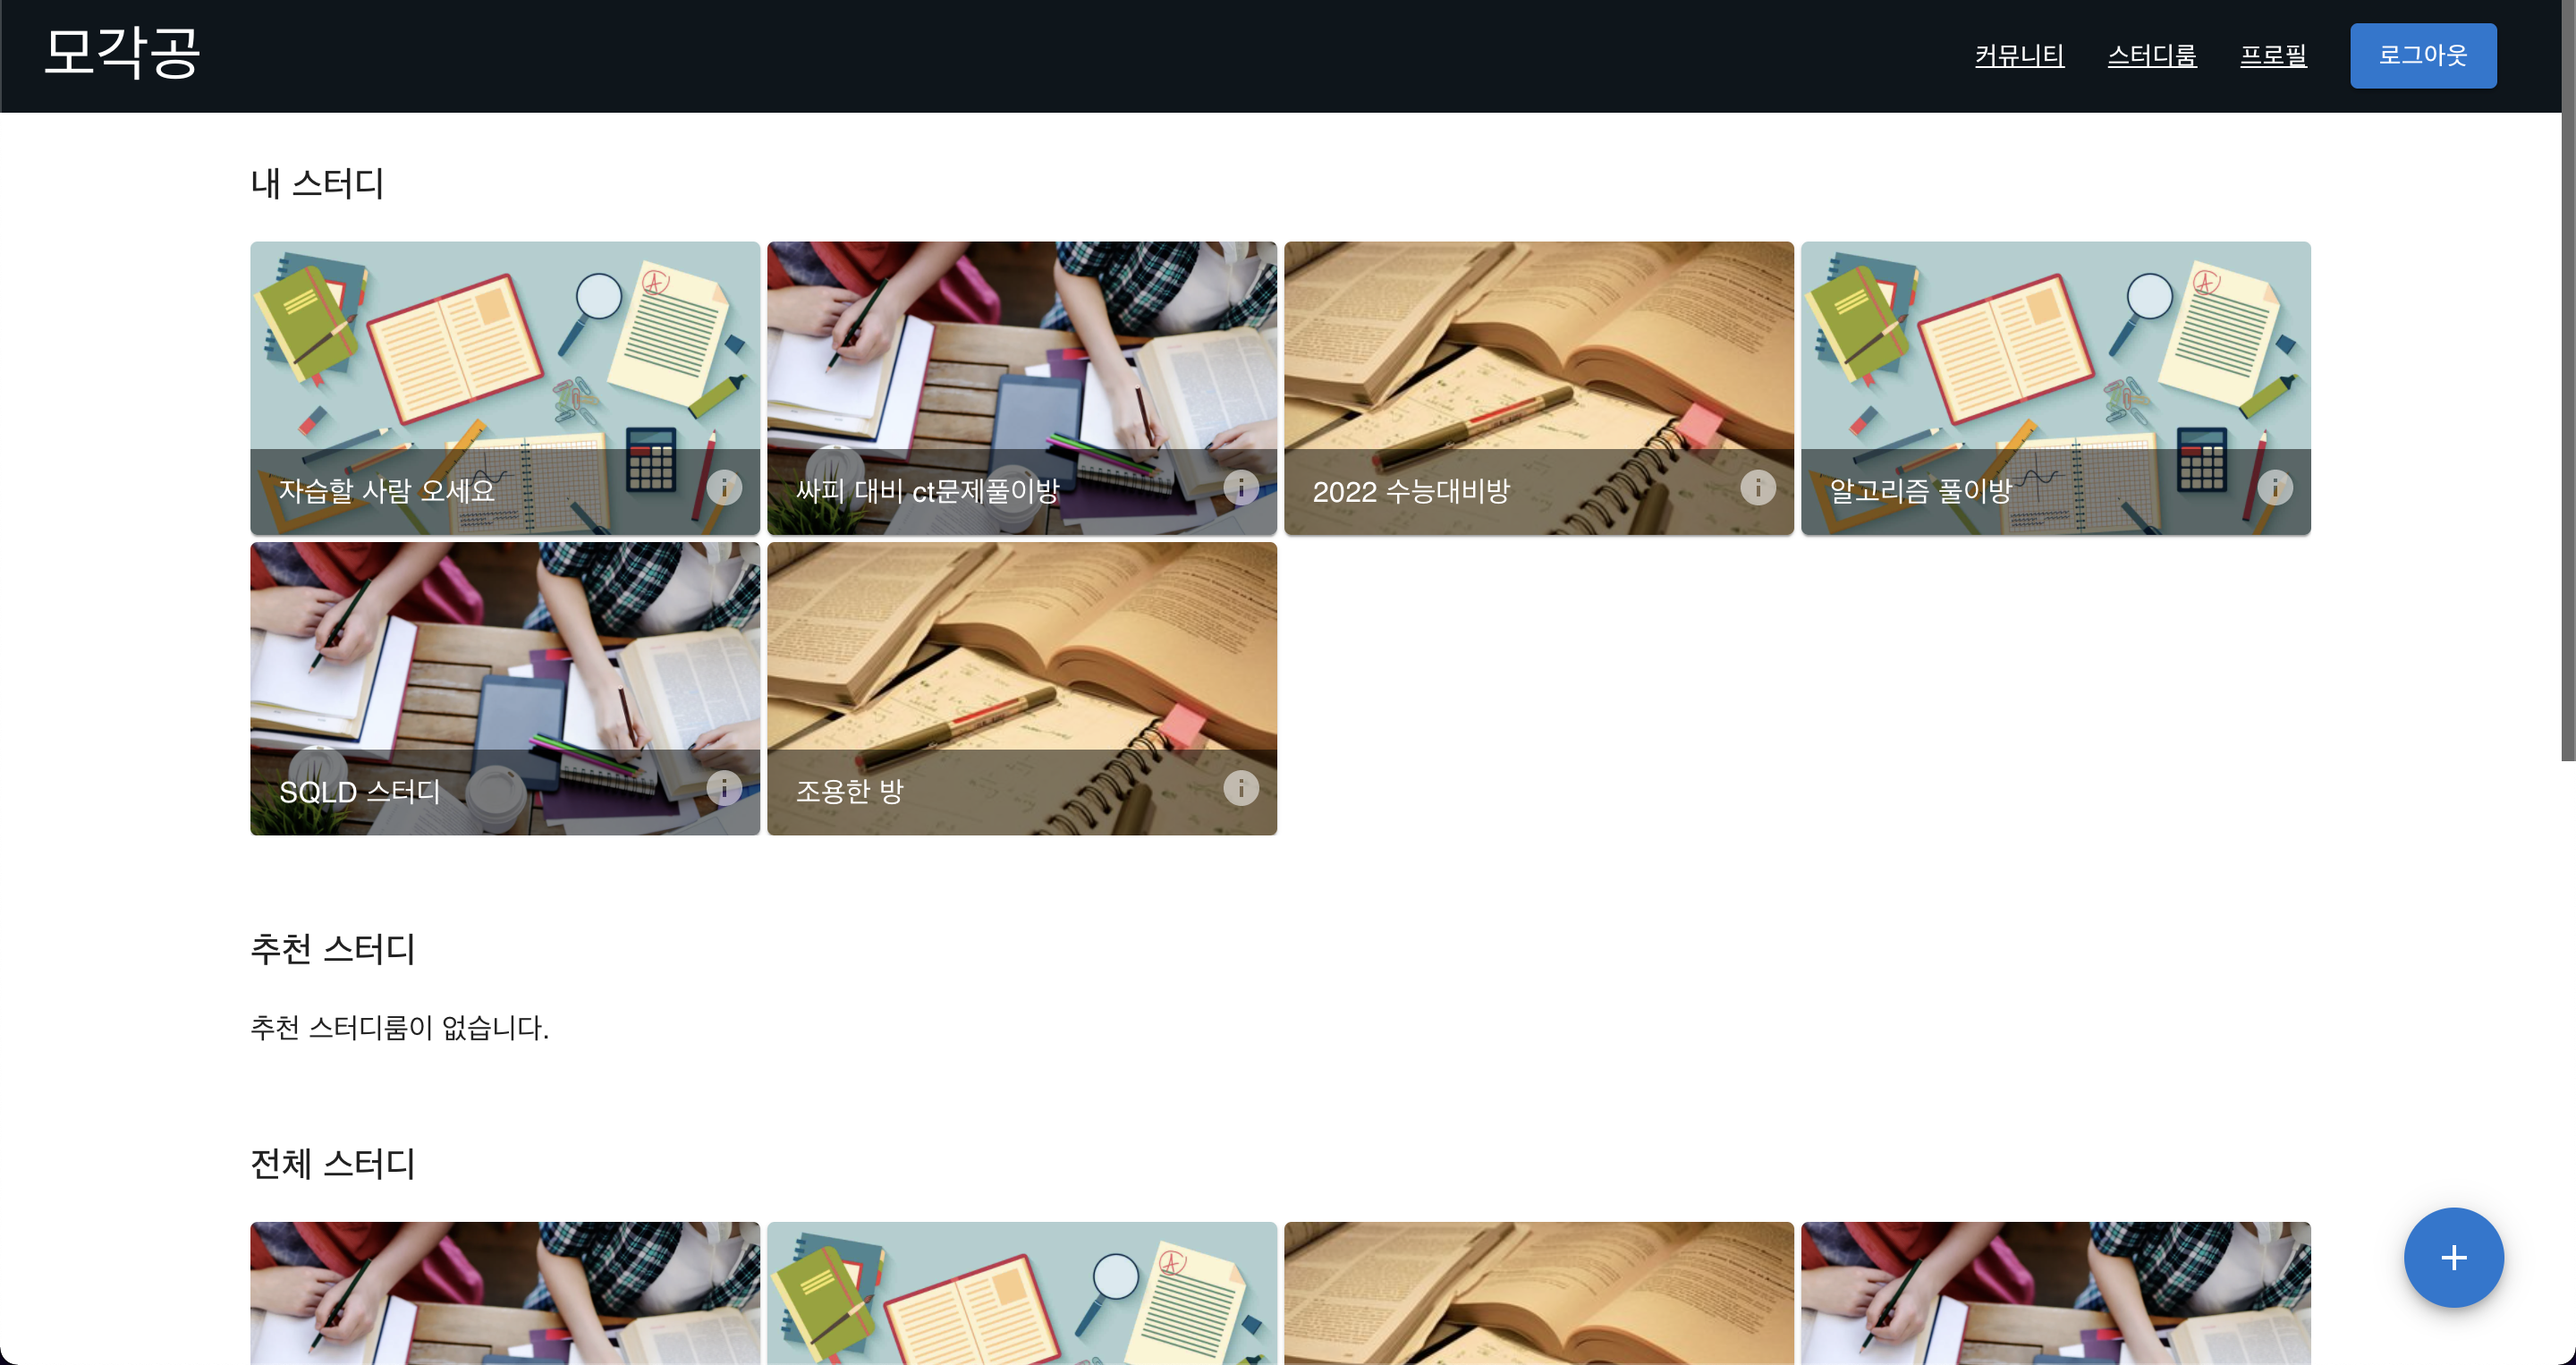 모각공
커뮤니티 스터디룸 프로필 로그아웃
내 스터디
자습할 사람 오세요
싸피 대비 ct문제풀이방
2022 수능대비방
알고리즘 풀이방
SQLD 스터디
조용한 방
추천 스터디
추천 스터디룸이 없습니다.
전체 스터디